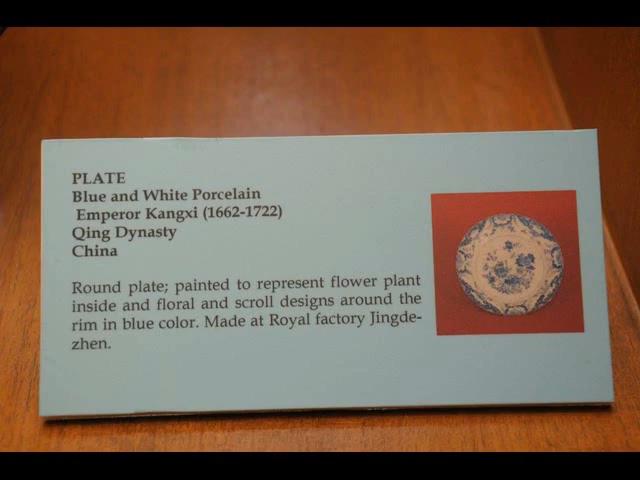 PLATE
Blue and White Porcelain
Emperor Kangxi (1662-1722)
Qing Dynasty
China
Round plate; painted to represent flower plant
inside and floral and scroll designs around the
rim in blue color. Made at Royal factory Jingde-
zhen.